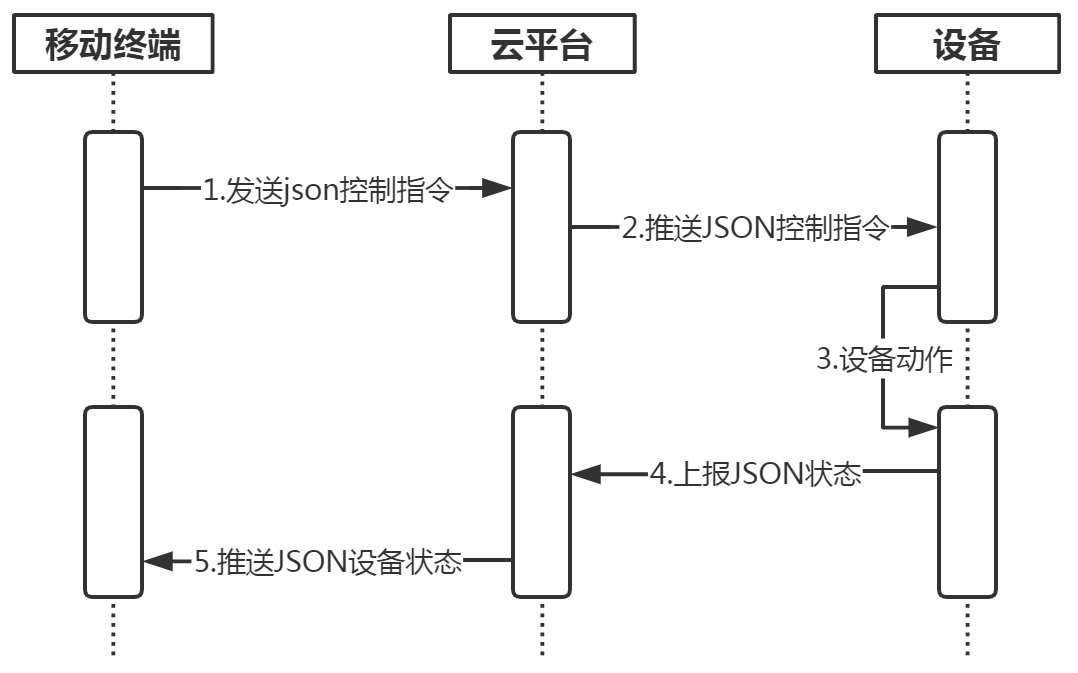 移动终端
云平台
设备
1.发送json控制指令
2.推送JSON控制指令
3.设备动作
4.上报JSON状态
5.推送JSON设备状态